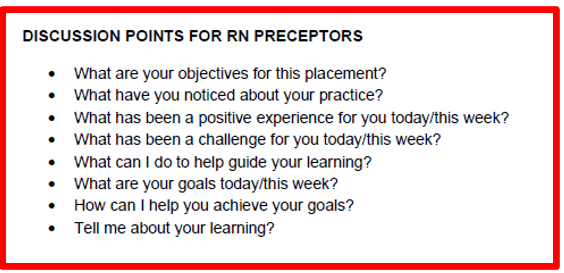 DISCUSSION POINTS FOR RN PRECEPTORS
• What are your objectives for this placement?
• What have you noticed about your practice?
• What has been a positive experience for you today/this week?
• What has been a challenge for you today/this week?
• What can I do to help guide your learning?
• What are your goals today/this week?
• How can I help you achieve your goals?
• Tell me about your learning?